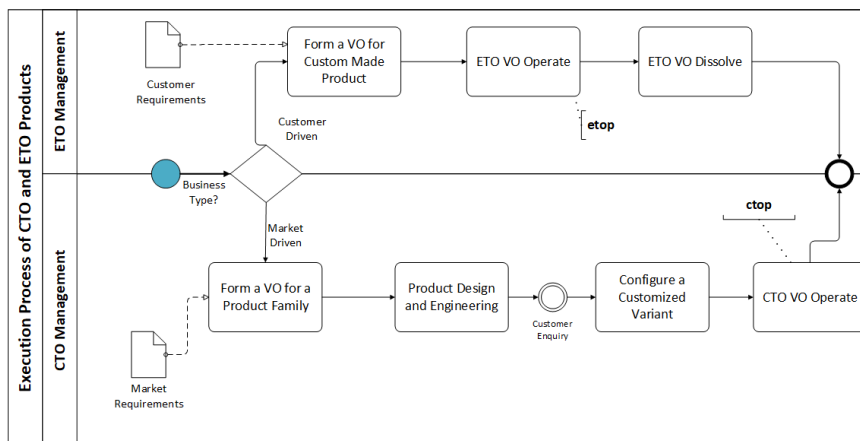 Execution Process of CTO and ETO Products
ETO Management
Customer
Requirements
Form a VO for
Custom Made
Product
ETO VO Operate
ETO VO Dissolve
etop
Customer
Driven
Business
Type?
CTO Management
Market
Driven
ctop
Form a VO for a
Product Family
Product Design
and Engineering
Customer
Enquiry
Configure a
Customized
Variant
CTO VO Operate
Market
Requirements